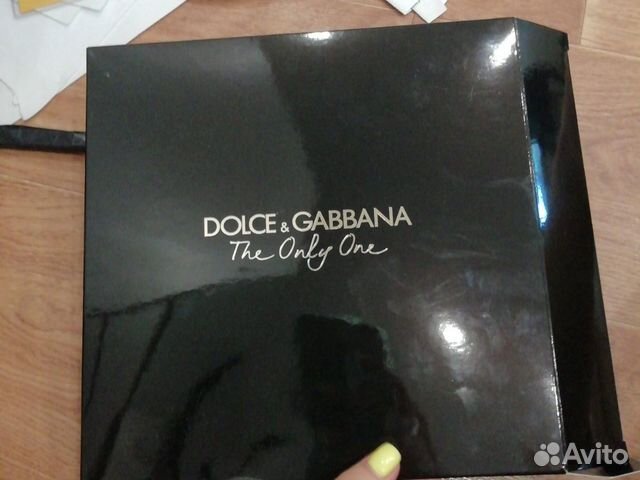 DOLCE & GABBANA
The Only One
Avito